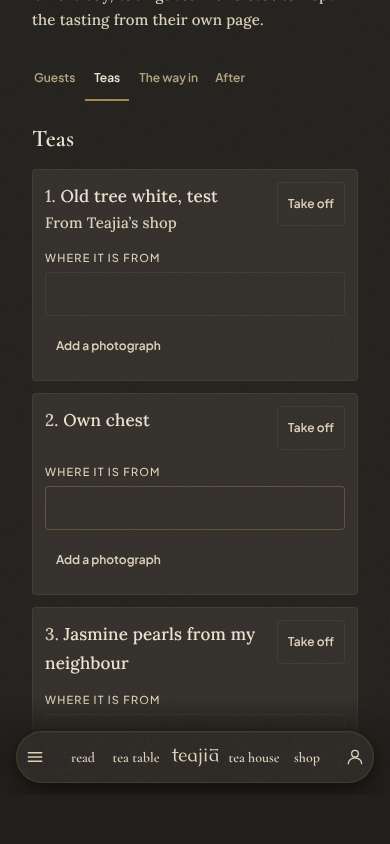 the tasting from their own page.
Guests Teas The way in After
Teas
1. Old tree white, test
Take off
From Teajia's shop
WHERE IT IS FROM
Add a photograph
2. Own chest
Take off
WHERE IT IS FROM
Add a photograph
3. Jasmine pearls from my
neighbour
Take off
WHERE IT IS FROM
read tea table teajiā tea house shop